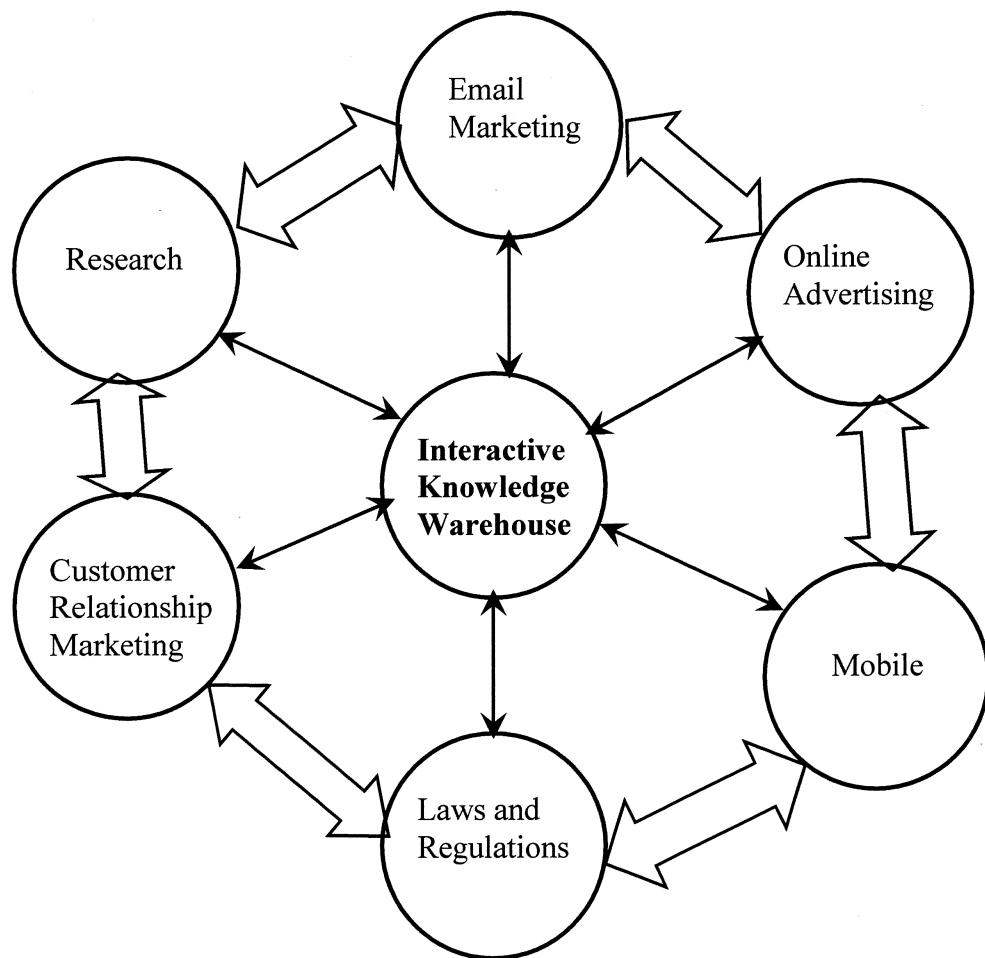 Email
Marketing
Research
Online
Advertising
Interactive
Knowledge
Warehouse
Customer
Relationship
Marketing
Mobile
Laws and
Regulations